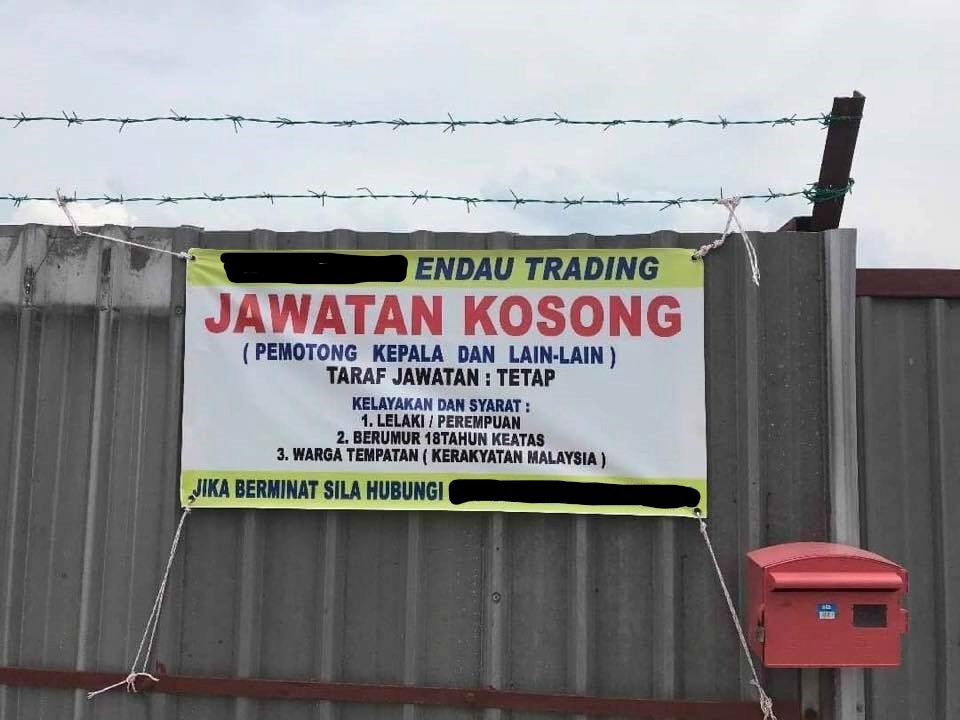 ENDAU TRADING
JAWATAN KOSONG
( PEMOTONG KEPALA DAN LAIN-LAIN )
TARAF JAWATAN : TETAP
KELAYAKAN DAN SYARAT :
1. LELAKI / PEREMPUAN
2. BERUMUR 18TAHUN KEATAS
3. WARGA TEMPATAN ( KERAKYATAN MALAYSIA )
JIKA BERMINAT SILA HUBUNGI